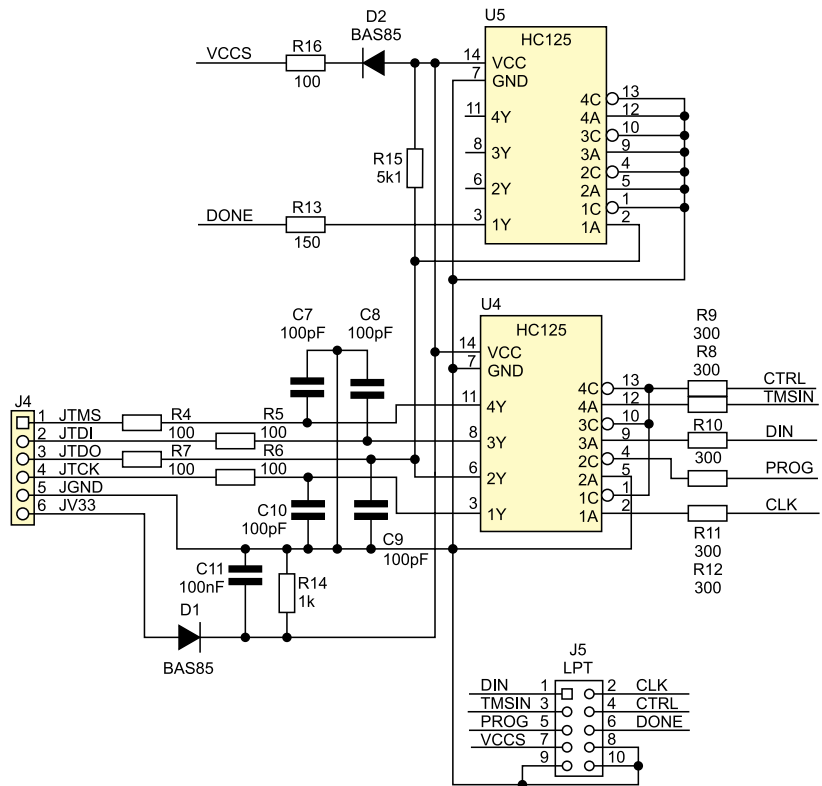 D2
BAS85
U5
HC125
VCCS
R16
100
14
VCC
7
GND
11
4Y
8
3Y
6
2Y
3
1Y
4C
13
4A
12
3C
10
3A
9
2C
4
2A
5
1C
1
1A
2
R15
5k1
DONE
R13
150
U4
HC125
C7
100pF
C8
100pF
14
VCC
7
GND
11
4Y
8
3Y
6
2Y
3
1Y
4C
13
4A
12
3C
10
3A
9
2C
4
2A
5
1C
1
1A
2
R9
300
R8
300
CTRL
TMSIN
R10
300
DIN
PROG
CLK
R11
300
R12
300
J4
1 JTMS
2 JTDI
3 JTDO
4 JTCK
5 JGND
6 JV33
R4
100
R5
100
R7
100
R6
100
C10
100pF
C9
100pF
C11
100nF
R14
1k
D1
BAS85
J5
LPT
DIN 1
2 CLK
TMSIN 3
4 CTRL
PROG 5
6 DONE
VCCS 7
8
9
10